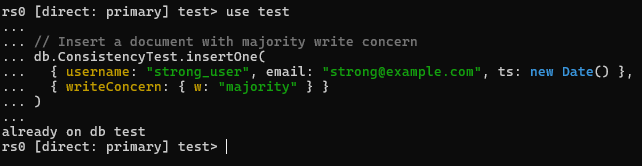 rs0 [direct: primary] test> use test
...
... // Insert a document with majority write concern
... db.ConsistencyTest.insertOne(
...   { username: "strong_user", email: "strong@example.com", ts: new Date() },
...   { writeConcern: { w: "majority" } }
... )
...
already on db test
rs0 [direct: primary] test>